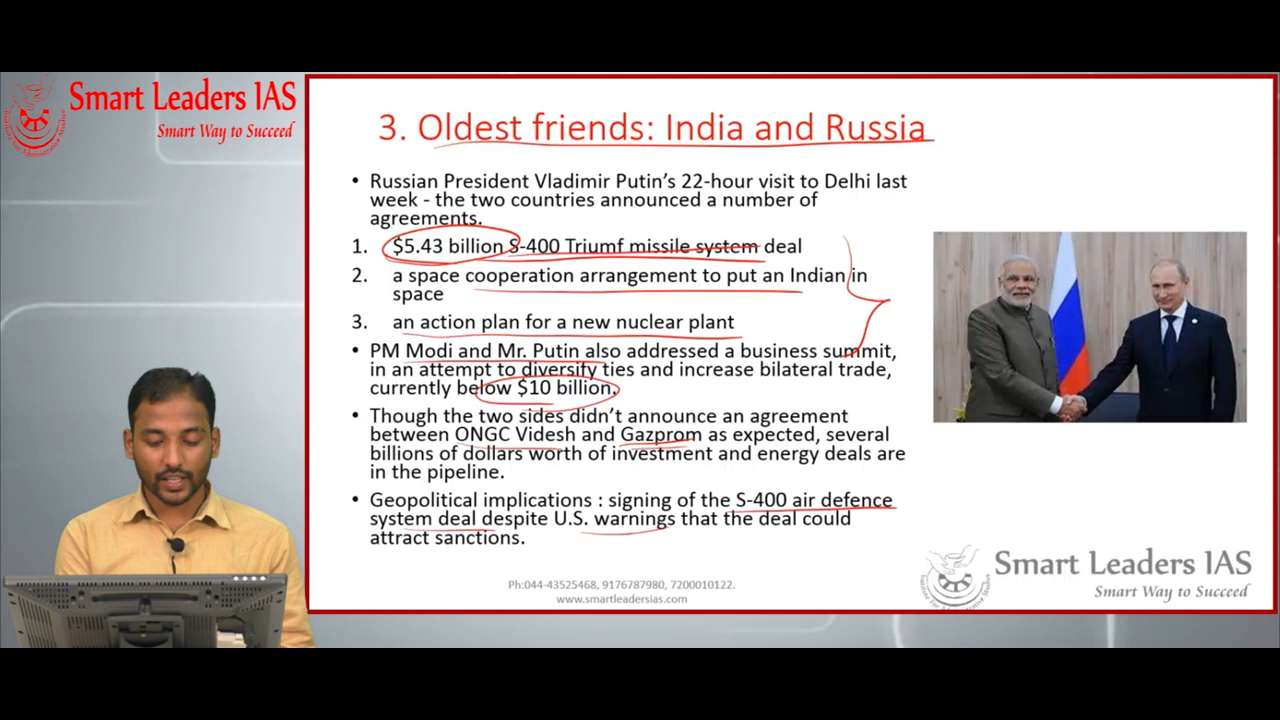 Smart Leaders IAS
Smart Way to Succeed
3. Oldest friends: India and Russia
• Russian President Vladimir Putin's 22-hour visit to Delhi last
week - the two countries announced a number of
agreements.
1. $5.43 billion S-400 Triumf missile system deal
2. a space cooperation arrangement to put an Indian in
space
3. an action plan for a new nuclear plant
• PM Modi and Mr. Putin also addressed a business summit,
in an attempt to diversify ties and increase bilateral trade,
currently below $10 billion.
• Though the two sides didn't announce an agreement
between ONGC Videsh and Gazprom as expected, several
billions of dollars worth of investment and energy deals are
in the pipeline.
• Geopolitical implications : signing of the S-400 air defence
system deal despite U.S. warnings that the deal could
attract sanctions.
Ph:044-43525468, 9176787980, 7200010122.
www.smartleadersias.com
Smart Leaders IAS
Smart Way to Succeed